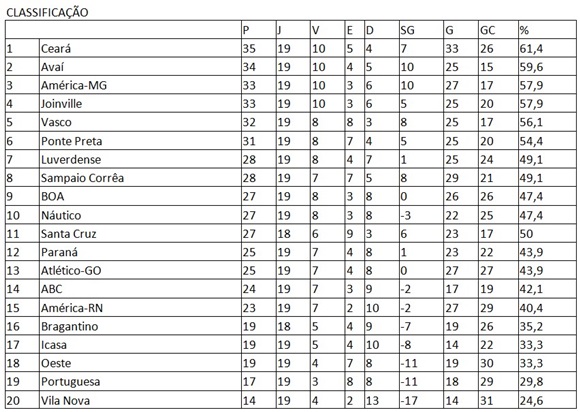 CLASSIFICAÇÃO
P J V E D SG G GC %
1 Ceará 35 19 10 5 4 7 33 26 61,4
2 Avaí 34 19 10 4 5 10 25 15 59,6
3 América-MG 33 19 10 3 6 10 27 17 57,9
4 Joinville 33 19 10 3 6 5 25 20 57,9
5 Vasco 32 19 8 8 3 8 25 17 56,1
6 Ponte Preta 31 19 8 7 4 5 25 20 54,4
7 Luverdense 28 19 8 4 7 1 25 24 49,1
8 Sampaio Corrêa 28 19 7 7 5 8 29 21 49,1
9 BOA 27 19 8 3 8 0 26 26 47,4
10 Náutico 27 19 8 3 8 -3 22 25 47,4
11 Santa Cruz 27 18 6 9 3 6 23 17 50
12 Paraná 25 19 7 4 8 1 23 22 43,9
13 Atlético-GO 25 19 7 4 8 0 27 27 43,9
14 ABC 24 19 7 3 9 -2 17 19 42,1
15 América-RN 23 19 7 2 10 -2 27 29 40,4
16 Bragantino 19 18 5 4 9 -7 19 26 35,2
17 Icasa 19 19 5 4 10 -8 14 22 33,3
18 Oeste 19 19 4 7 8 -11 19 30 33,3
19 Portuguesa 17 19 3 8 8 -11 18 29 29,8
20 Vila Nova 14 19 4 2 13 -17 14 31 24,6